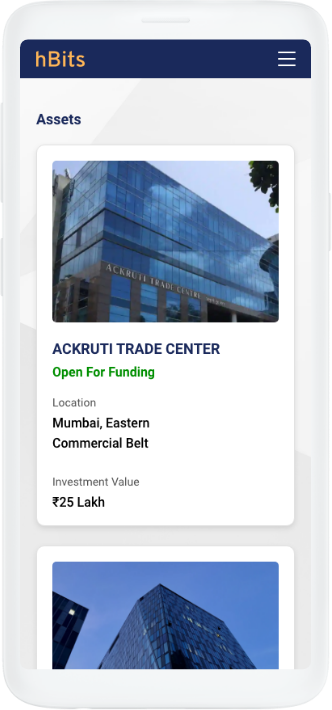 hBits
Assets
ACKRUTI TRADE CENTRE
ACKRUTI TRADE CENTER
Open For Funding
Location
Mumbai, Eastern
Commercial Belt
Investment Value
₹25 Lakh